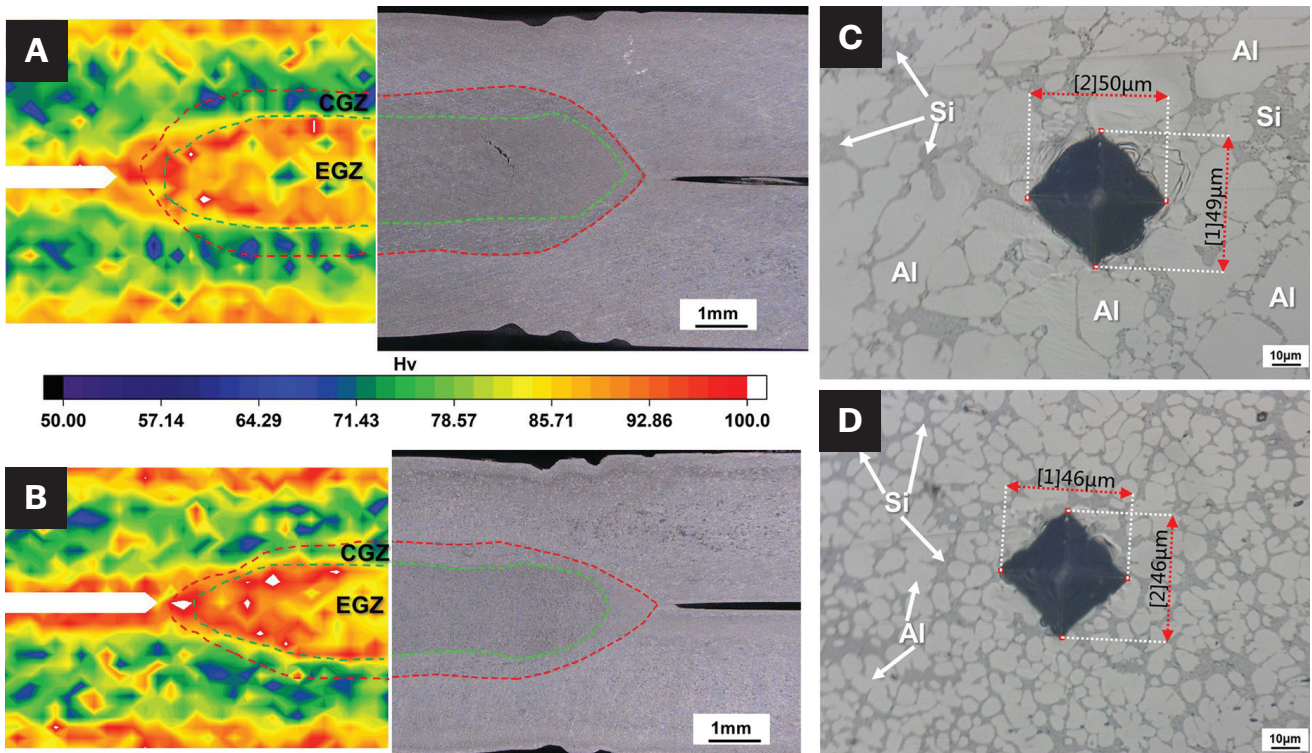 A
CGZ
EGZ
1mm
Hv
50.00 57.14 64.29 71.43 78.57 85.71 92.86 100.0
B
CGZ
EGZ
1mm
C
Al
[2]50µm
Si
Si
[1]49µm
Al
Al
Al
10µm
D
[1]46µm
Si
[2]46µm
Al
10µm